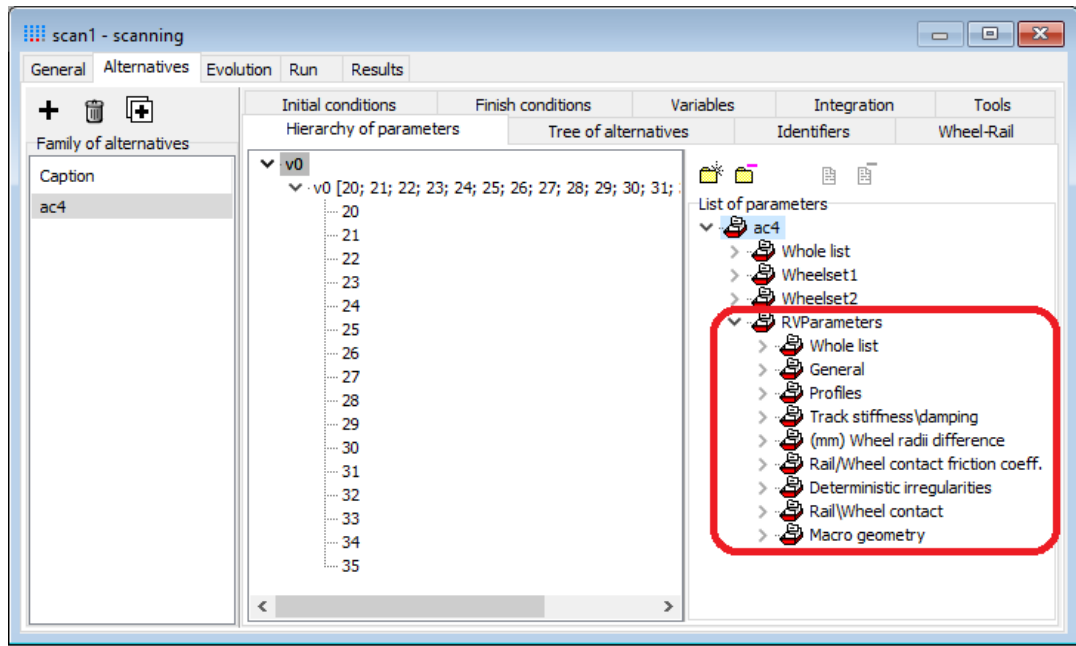 scan1 - scanning
General Alternatives Evolution Run Results
Initial conditions Finish conditions Variables Integration Tools
Hierarchy of parameters Tree of alternatives Identifiers Wheel-Rail
Family of alternatives
Caption
ac4
v0
v0 [20; 21; 22; 23; 24; 25; 26; 27; 28; 29; 30; 31;
20
21
22
23
24
25
26
27
28
29
30
31
32
33
34
35
List of parameters
ac4
Whole list
Wheelset1
Wheelset2
RVParameters
Whole list
General
Profiles
Track stiffness\damping
(mm) Wheel radii difference
Rail/Wheel contact friction coeff.
Deterministic irregularities
Rail\Wheel contact
Macro geometry